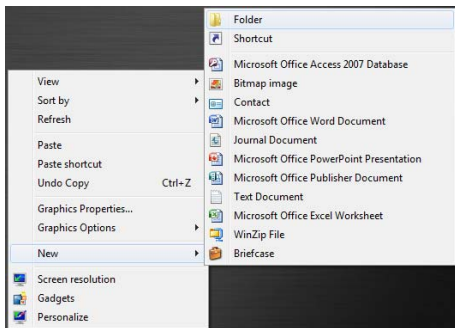 View
Sort by
Refresh
Paste
Paste shortcut
Undo Copy Ctrl+Z
Graphics Properties...
Graphics Options
New
Screen resolution
Gadgets
Personalize
Folder
Shortcut
Microsoft Office Access 2007 Database
Bitmap image
Contact
Microsoft Office Word Document
Journal Document
Microsoft Office PowerPoint Presentation
Microsoft Office Publisher Document
Text Document
Microsoft Office Excel Worksheet
WinZip File
Briefcase